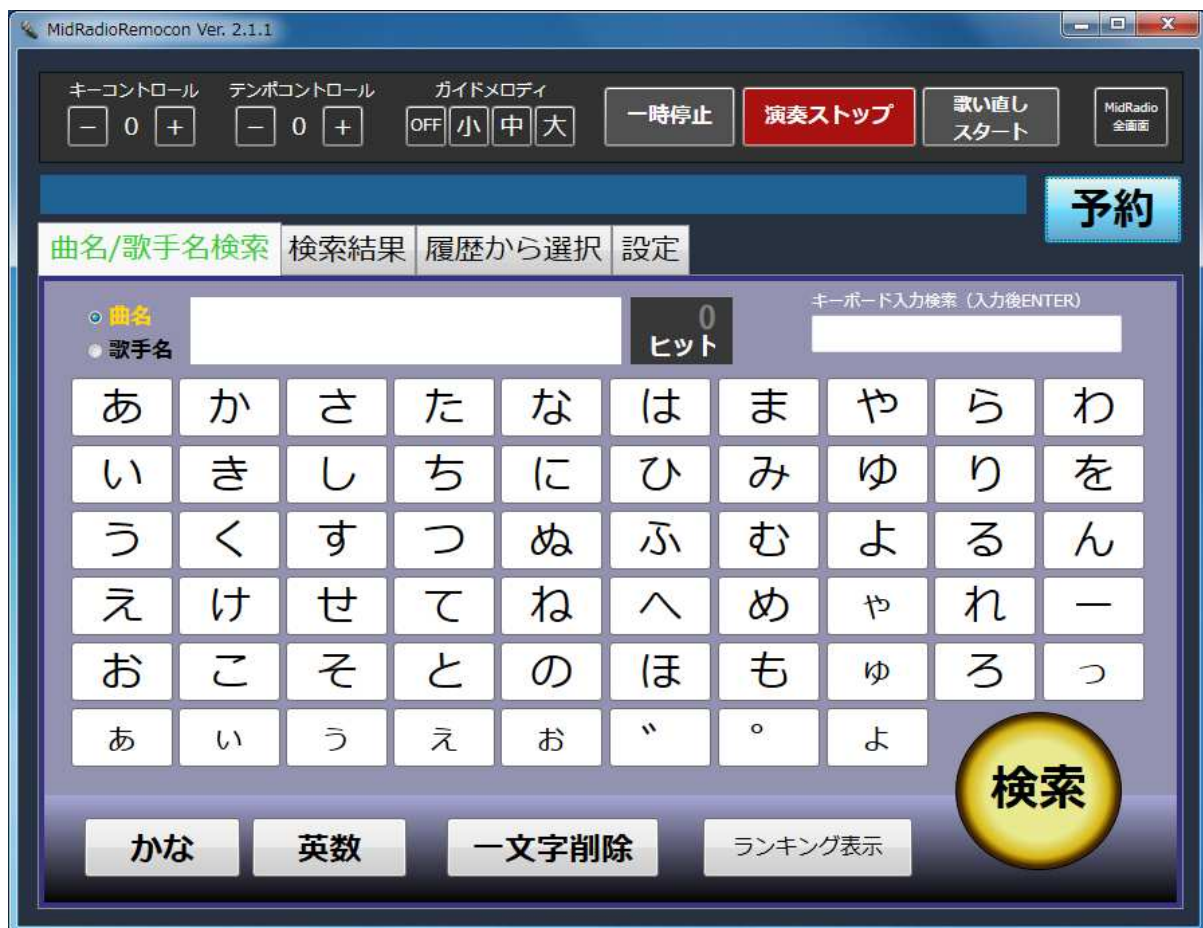 MidRadioRemocon Ver. 2.1.1
キーコントロール テンポコントロール ガイドメロディ
− 0 + − 0 + OFF 小 中 大 一時停止 演奏ストップ 歌い直し スタート MidRadio 全画面
予約
曲名/歌手名検索 検索結果 履歴から選択 設定
曲名
歌手名
0
ヒット
キーボード入力検索（入力後ENTER）
あ か さ た な は ま や ら わ
い き し ち に ひ み ゆ り を
う く す つ ぬ ふ む よ る ん
え け せ て ね へ め ゃ れ ー
お こ そ と の ほ も ゅ ろ っ
ぁ ぃ ぅ ぇ ぉ ゛ ゜ ょ
検索
かな 英数 一文字削除 ランキング表示